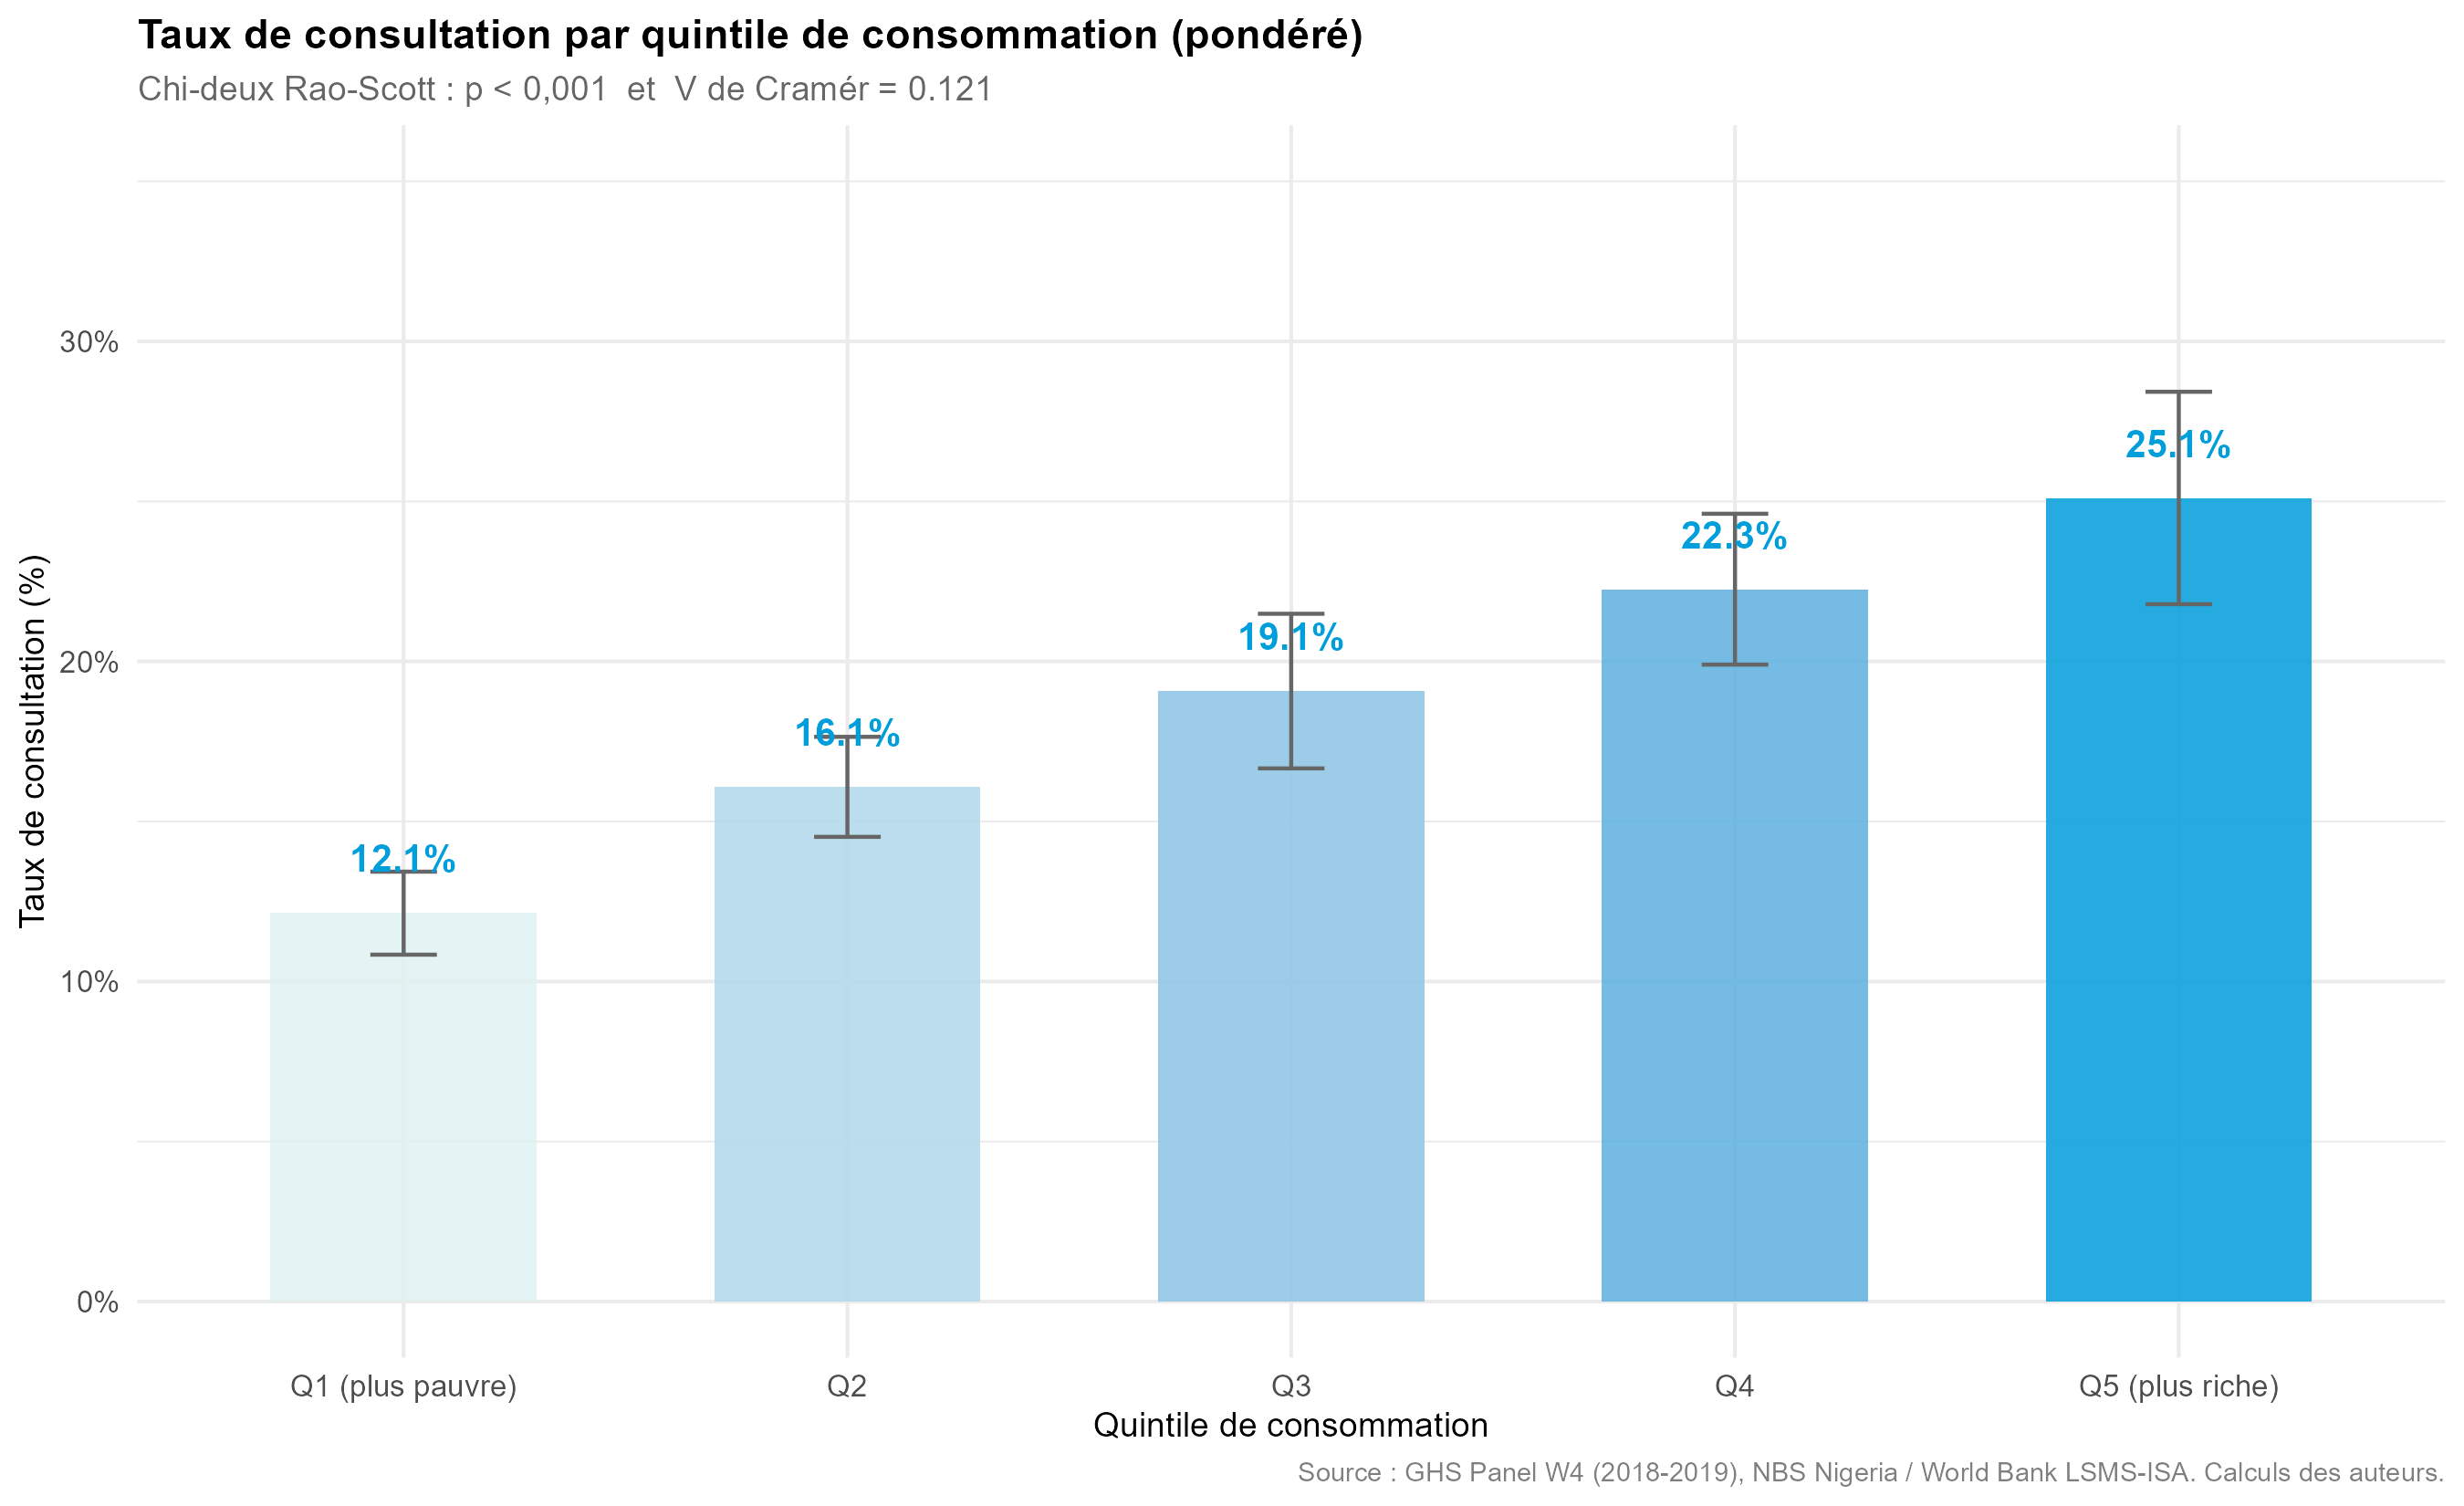 Taux de consultation par quintile de consommation (pondéré)
Chi-deux Rao-Scott : p < 0,001  et  V de Cramér = 0.121
Taux de consultation (%)
30%
20%
10%
0%
12.1%
16.1%
19.1%
22.3%
25.1%
Q1 (plus pauvre)
Q2
Q3
Q4
Q5 (plus riche)
Quintile de consommation
Source : GHS Panel W4 (2018-2019), NBS Nigeria / World Bank LSMS-ISA. Calculs des auteurs.